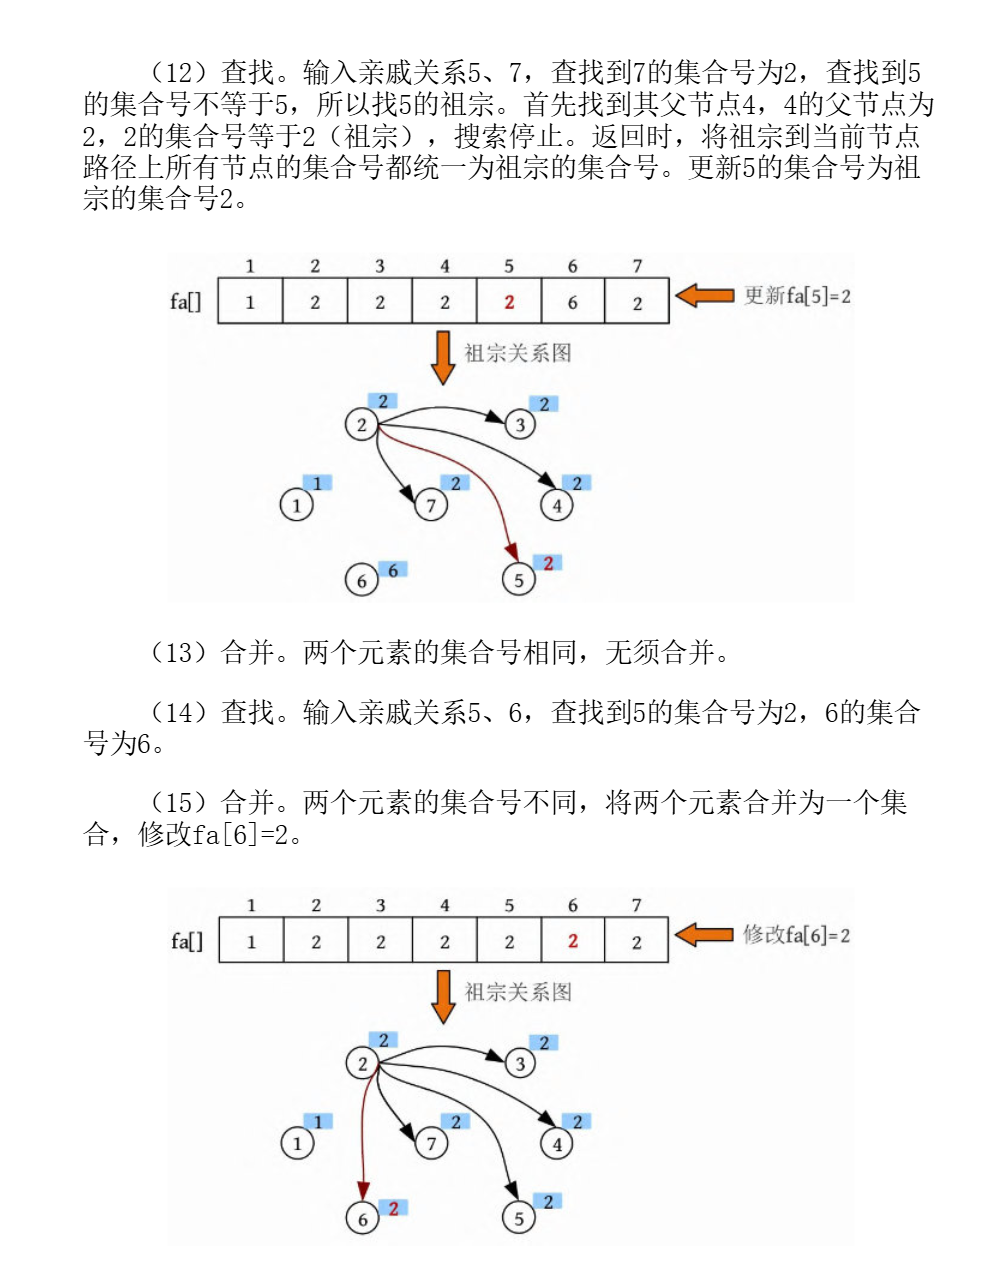 （12）查找。输入亲戚关系5、7，查找到7的集合号为2，查找到5
的集合号不等于5，所以找5的祖宗。首先找到其父节点4，4的父节点为
2，2的集合号等于2（祖宗），搜索停止。返回时，将祖宗到当前节点
路径上所有节点的集合号都统一为祖宗的集合号。更新5的集合号为祖
宗的集合号2。
1 2 3 4 5 6 7
fa[] 1 2 2 2 2 6 2 更新fa[5]=2
祖宗关系图
2 2
2 3
1 2 2
1 7 4
6 2
6 5
（13）合并。两个元素的集合号相同，无须合并。
（14）查找。输入亲戚关系5、6，查找到5的集合号为2，6的集合
号为6。
（15）合并。两个元素的集合号不同，将两个元素合并为一个集
合，修改fa[6]=2。
1 2 3 4 5 6 7
fa[] 1 2 2 2 2 2 2 修改fa[6]=2
祖宗关系图
2 2
2 3
1 2 2
1 7 4
2 2
6 5